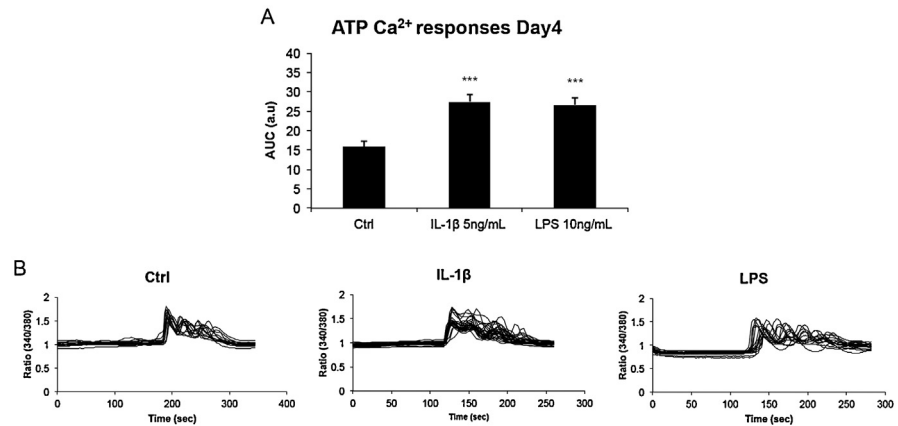 A
ATP Ca²⁺ responses Day4
40
35
30
25
20
15
10
5
0
AUC (a.u)
***
***
Ctrl
IL-1β 5ng/mL
LPS 10ng/mL
B
Ctrl
2
1.5
1
0.5
0
Ratio (340/380)
0 100 200 300 400
Time (sec)
IL-1β
2
1.5
1
0.5
0
Ratio (340/380)
0 50 100 150 200 250 300
Time (sec)
LPS
2
1.5
1
0.5
0
Ratio (340/380)
0 50 100 150 200 250 300
Time (sec)